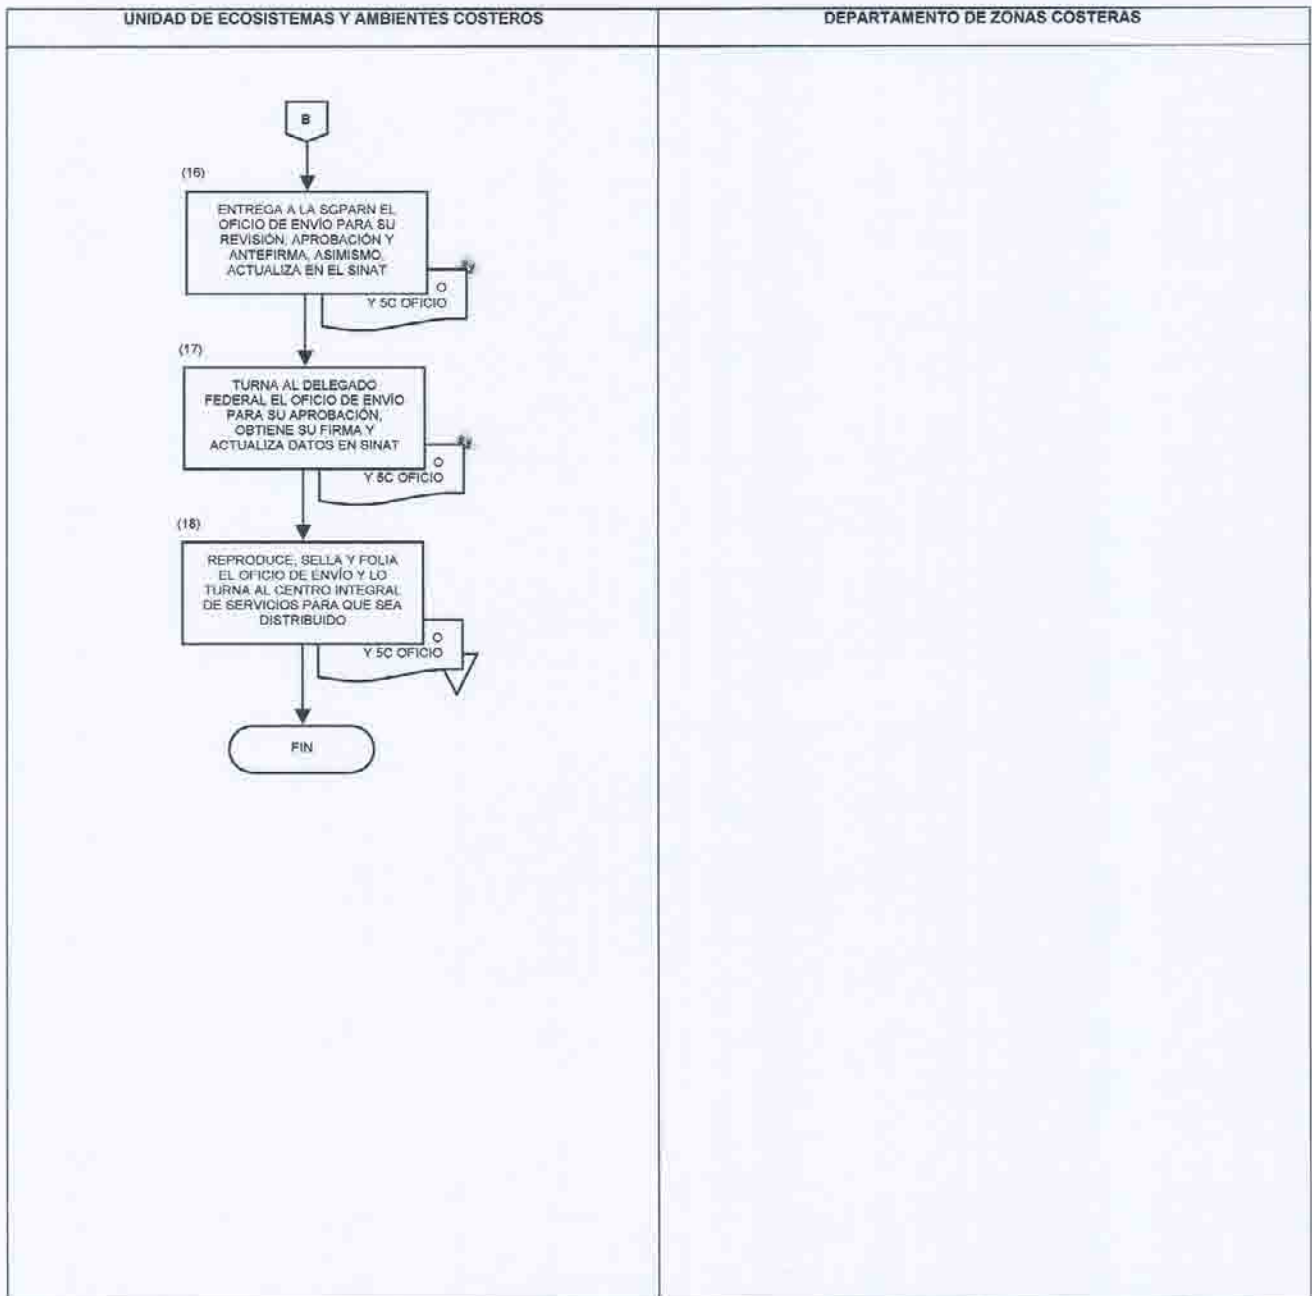 UNIDAD DE ECOSISTEMAS Y AMBIENTES COSTEROS
DEPARTAMENTO DE ZONAS COSTERAS
B
(16)
ENTREGA A LA SGPARN EL
OFICIO DE ENVÍO PARA SU
REVISIÓN, APROBACIÓN Y
ANTEFIRMA, ASIMISMO,
ACTUALIZA EN EL SINAT
O
Y 5C OFICIO
(17)
TURNA AL DELEGADO
FEDERAL EL OFICIO DE ENVÍO
PARA SU APROBACIÓN,
OBTIENE SU FIRMA Y
ACTUALIZA DATOS EN SINAT
O
Y 5C OFICIO
(18)
REPRODUCE, SELLA Y FOLIA
EL OFICIO DE ENVÍO Y LO
TURNA AL CENTRO INTEGRAL
DE SERVICIOS PARA QUE SEA
DISTRIBUIDO
O
Y 5C OFICIO
FIN